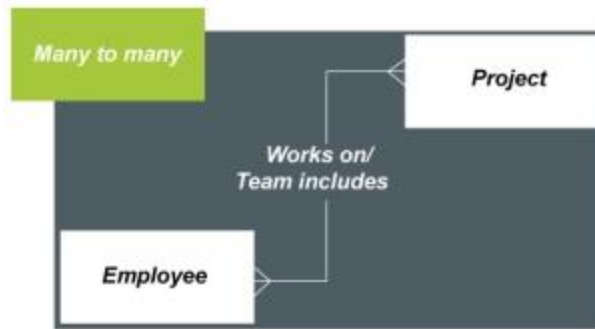 Many to many
Project
Works on/
Team includes
Employee